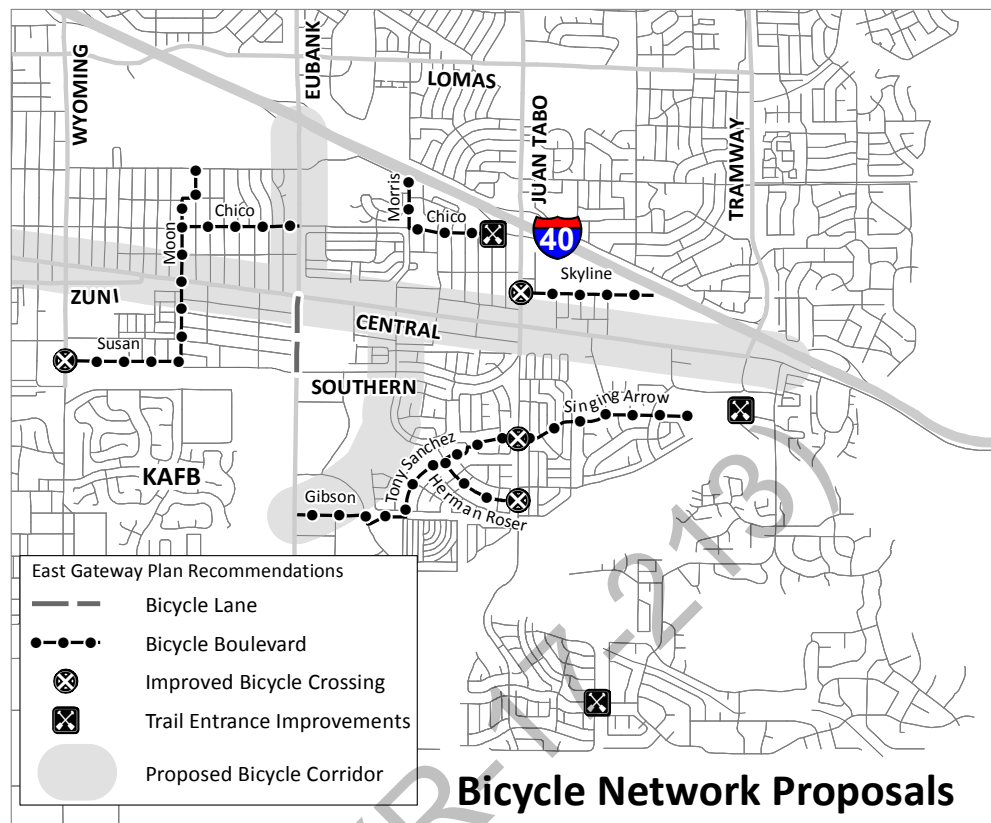 WYOMING
EUBANK
LOMAS
JUAN TABO
TRAMWAY
Morris
Chico
Chico
Moon
40
Skyline
ZUNI
CENTRAL
Susan
SOUTHERN
Singing Arrow
Tony Sanchez
KAFB
Gibson
Herman Roser
East Gateway Plan Recommendations
Bicycle Lane
Bicycle Boulevard
Improved Bicycle Crossing
Trail Entrance Improvements
Proposed Bicycle Corridor
Bicycle Network Proposals